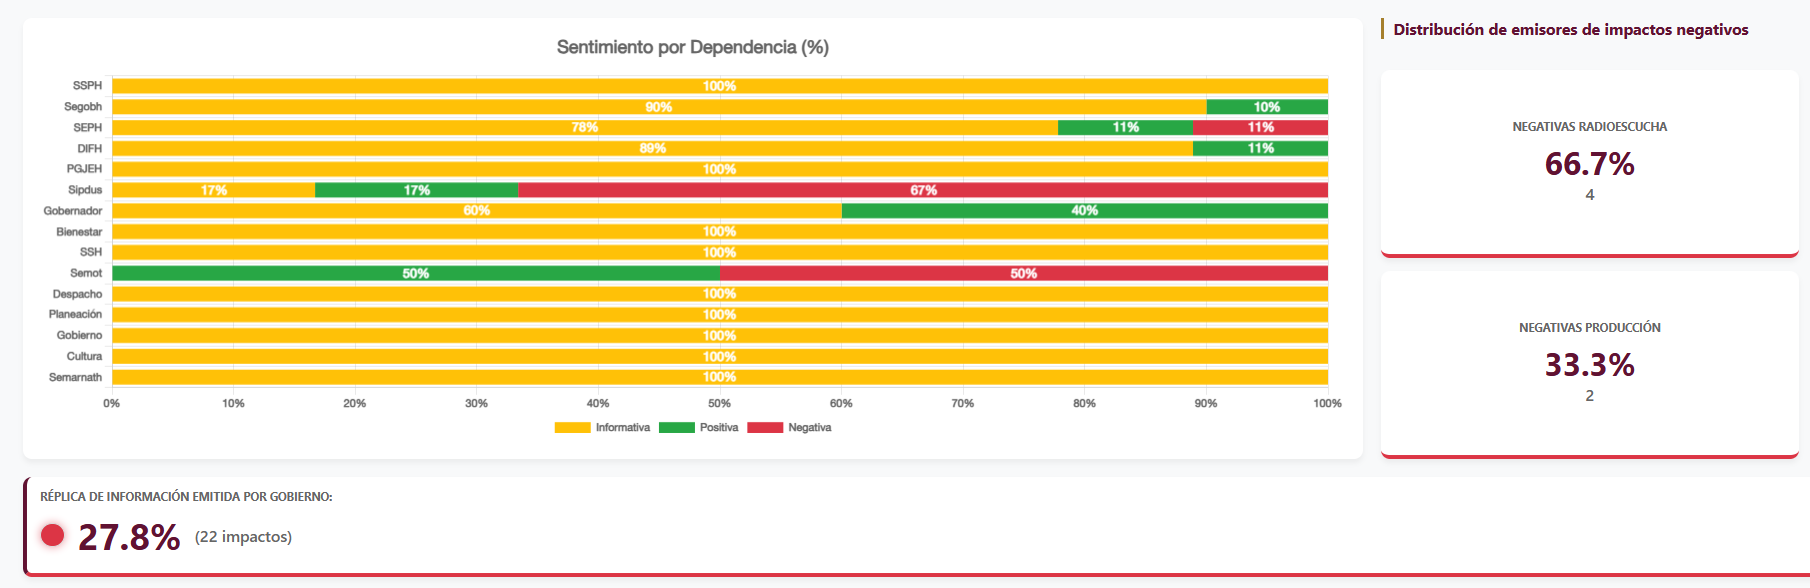 Sentimiento por Dependencia (%)
SSPH 100%
Segobh 90% 10%
SEPH 78% 11% 11%
DIFH 89% 11%
PGJEH 100%
Sipdus 17% 17% 67%
Gobernador 60% 40%
Bienestar 100%
SSH 100%
Semot 50% 50%
Despacho 100%
Planeación 100%
Gobierno 100%
Cultura 100%
Semarnath 100%
0% 10% 20% 30% 40% 50% 60% 70% 80% 90% 100%
Informativa Positiva Negativa
Distribución de emisores de impactos negativos
NEGATIVAS RADIOESCUCHA
66.7%
4
NEGATIVAS PRODUCCIÓN
33.3%
2
RÉPLICA DE INFORMACIÓN EMITIDA POR GOBIERNO:
27.8% (22 impactos)